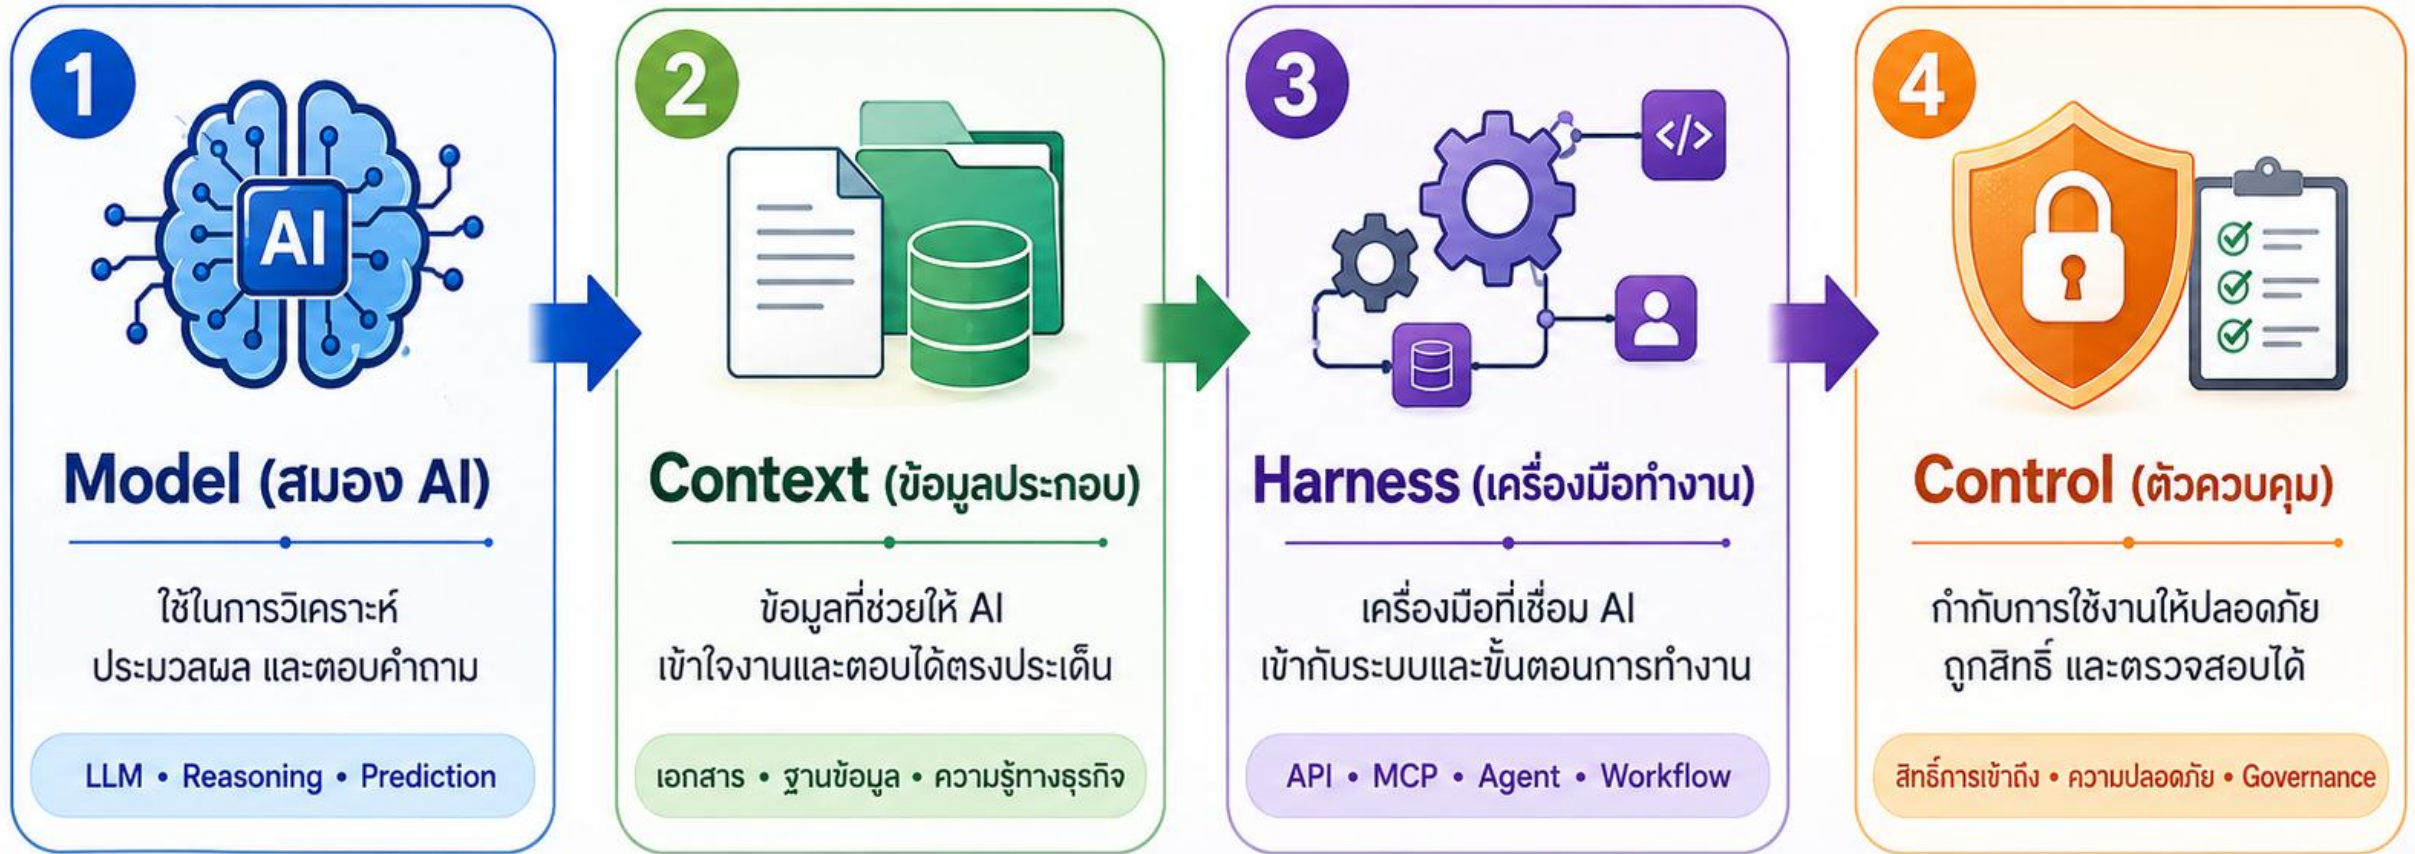 1
AI
Model (สมอง AI)
ใช้ในการวิเคราะห์
ประมวลผล และตอบคำถาม
LLM • Reasoning • Prediction
2
Context (ข้อมูลประกอบ)
ข้อมูลที่ช่วยให้ AI
เข้าใจงานและตอบได้ตรงประเด็น
เอกสาร • ฐานข้อมูล • ความรู้ทางธุรกิจ
3
</>
Harness (เครื่องมือทำงาน)
เครื่องมือที่เชื่อม AI
เข้ากับระบบและขั้นตอนการทำงาน
API • MCP • Agent • Workflow
4
Control (ตัวควบคุม)
กำกับการใช้งานให้ปลอดภัย
ถูกสิทธิ์ และตรวจสอบได้
สิทธิ์การเข้าถึง • ความปลอดภัย • Governance